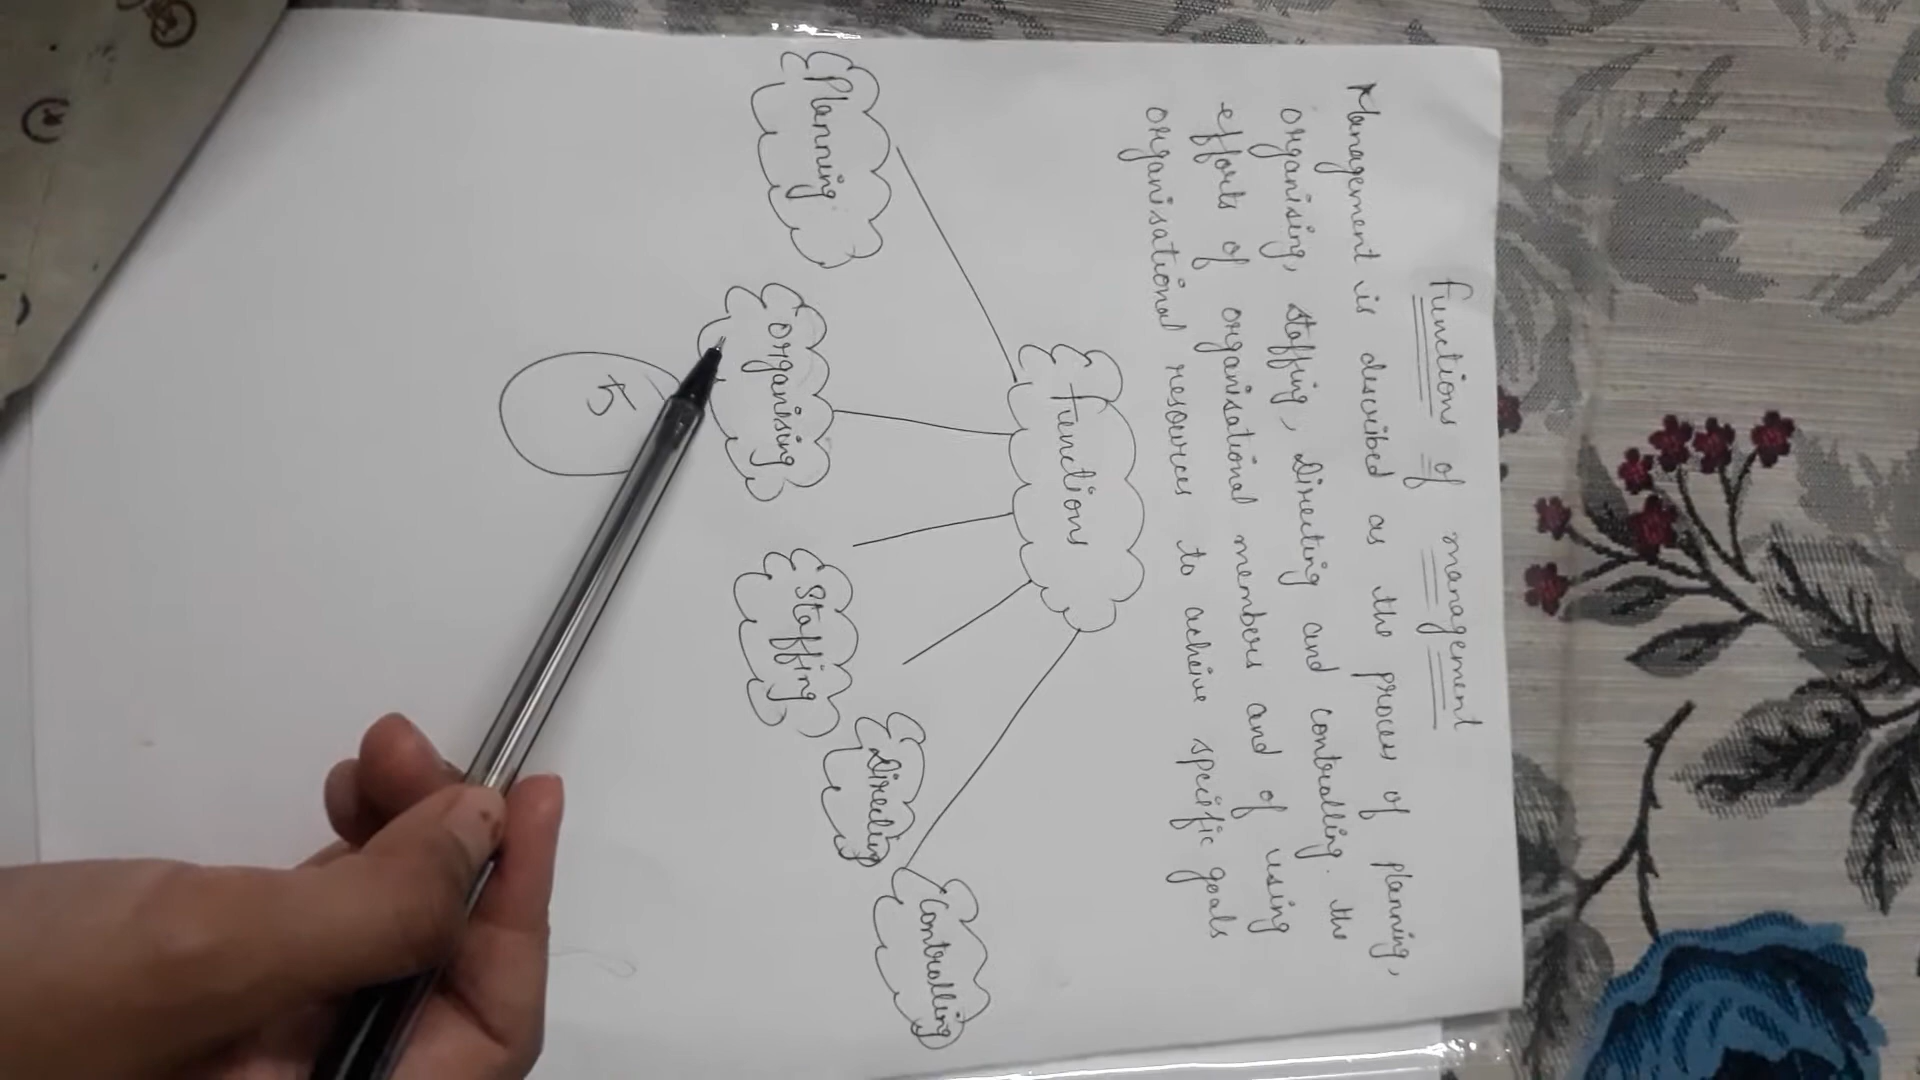 Functions of management
Management is described as the process of planning,
organising, staffing, Directing and controlling. the
efforts of organisational members and of using
organisational resources to acheive specific goals
Functions
Planning
Organising
Staffing
Directing
Controlling
5